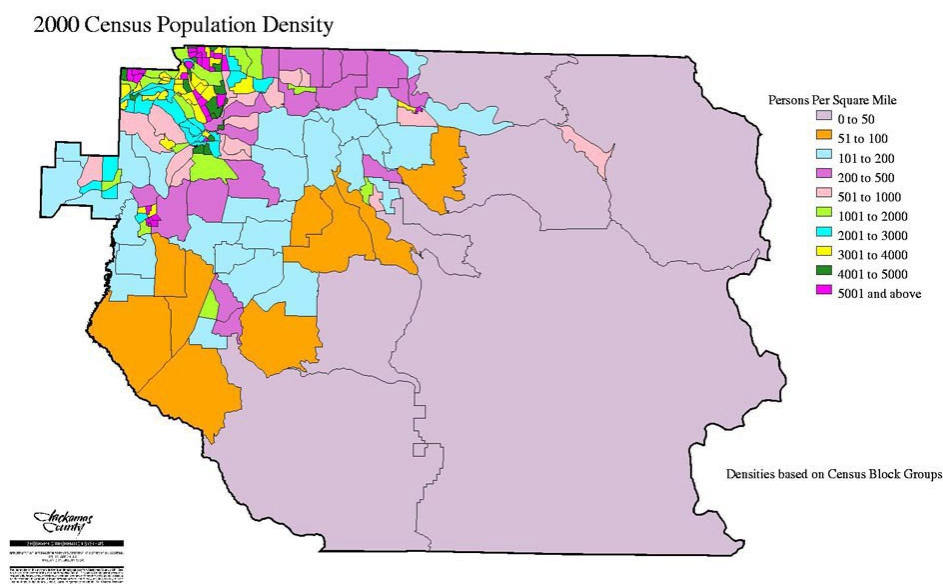 2000 Census Population Density
Persons Per Square Mile
0 to 50
51 to 100
101 to 200
200 to 500
501 to 1000
1001 to 2000
2001 to 3000
3001 to 4000
4001 to 5000
5001 and above
Densities based on Census Block Groups
Clackamas
County